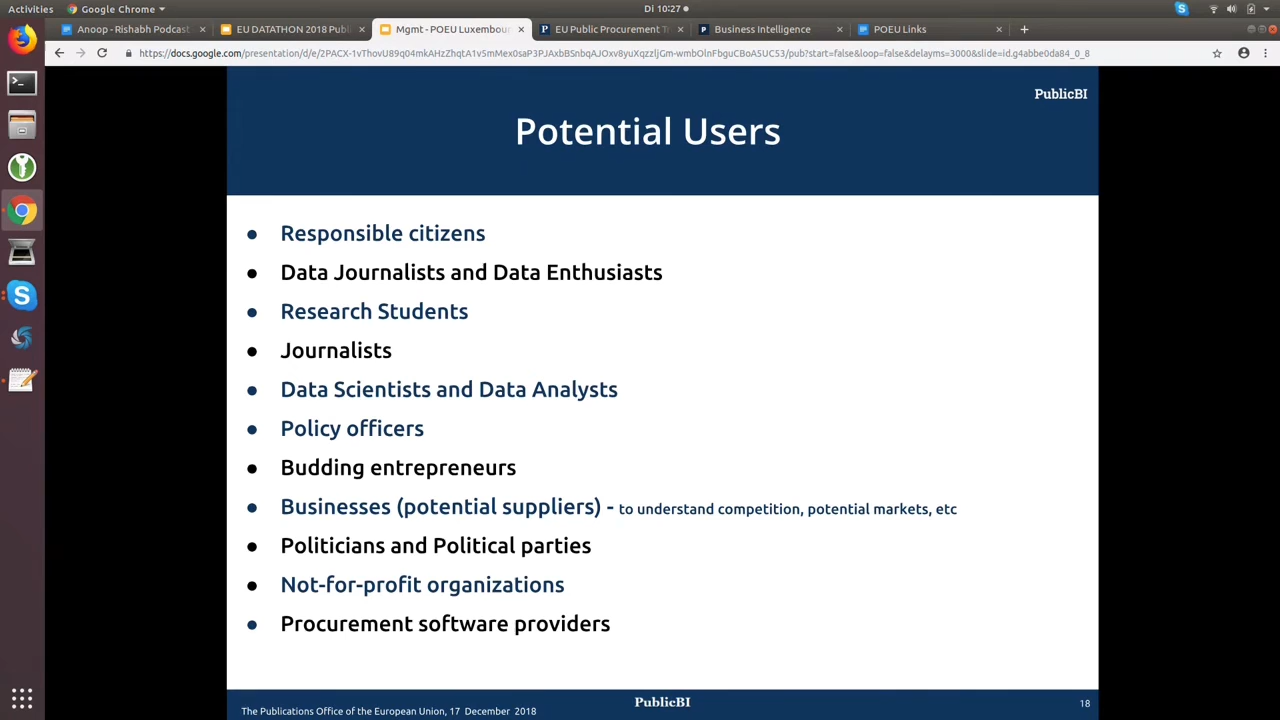 Activities
Google Chrome
Di 10:27
Anoop - Rishabh Podcast
EU DATATHON 2018 Publ
Mgmt - POEU Luxembour
EU Public Procurement T
Business Intelligence
POEU Links
PublicBI
Potential Users
Responsible citizens
Data Journalists and Data Enthusiasts
Research Students
Journalists
Data Scientists and Data Analysts
Policy officers
Budding entrepreneurs
Businesses (potential suppliers) - to understand competition, potential markets, etc
Politicians and Political parties
Not-for-profit organizations
Procurement software providers
The Publications Office of the European Union, 17 December 2018
PublicBI
18